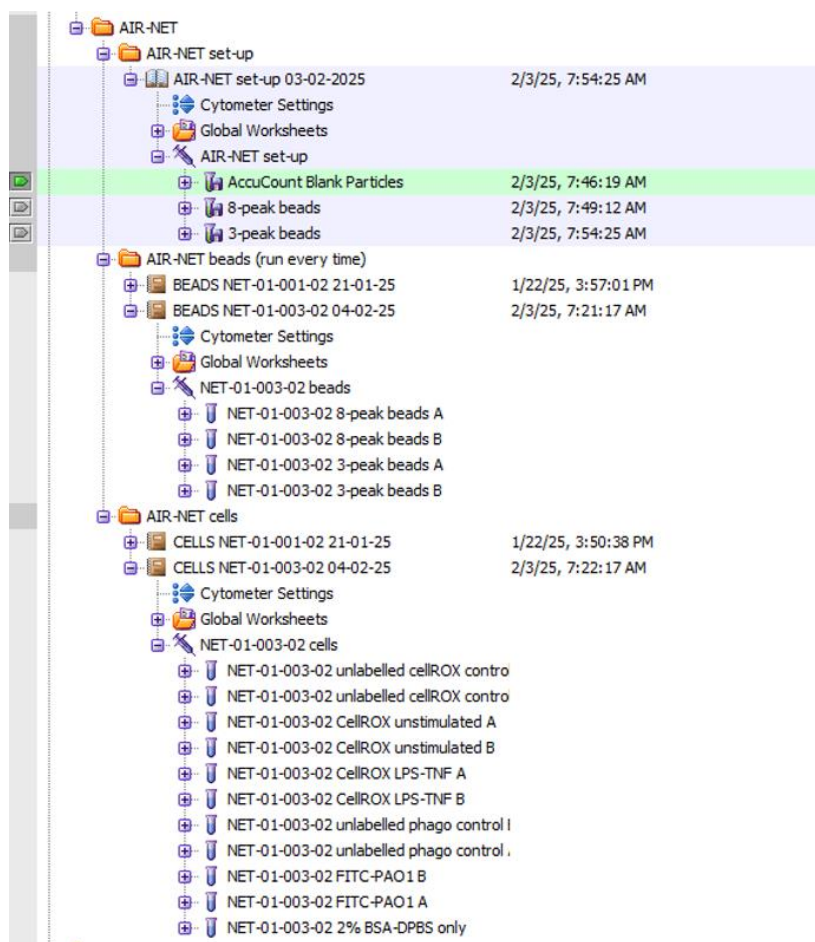 AIR-NET
AIR-NET set-up
AIR-NET set-up 03-02-2025 2/3/25, 7:54:25 AM
Cytometer Settings
Global Worksheets
AIR-NET set-up
AccuCount Blank Particles 2/3/25, 7:46:19 AM
8-peak beads 2/3/25, 7:49:12 AM
3-peak beads 2/3/25, 7:54:25 AM
AIR-NET beads (run every time)
BEADS NET-01-001-02 21-01-25 1/22/25, 3:57:01 PM
BEADS NET-01-003-02 04-02-25 2/3/25, 7:21:17 AM
Cytometer Settings
Global Worksheets
NET-01-003-02 beads
NET-01-003-02 8-peak beads A
NET-01-003-02 8-peak beads B
NET-01-003-02 3-peak beads A
NET-01-003-02 3-peak beads B
AIR-NET cells
CELLS NET-01-001-02 21-01-25 1/22/25, 3:50:38 PM
CELLS NET-01-003-02 04-02-25 2/3/25, 7:22:17 AM
Cytometer Settings
Global Worksheets
NET-01-003-02 cells
NET-01-003-02 unlabelled cellROX contro
NET-01-003-02 unlabelled cellROX contro
NET-01-003-02 CellROX unstimulated A
NET-01-003-02 CellROX unstimulated B
NET-01-003-02 CellROX LPS-TNF A
NET-01-003-02 CellROX LPS-TNF B
NET-01-003-02 unlabelled phago control
NET-01-003-02 unlabelled phago control
NET-01-003-02 FITC-PAO1 B
NET-01-003-02 FITC-PAO1 A
NET-01-003-02 2% BSA-DPBS only